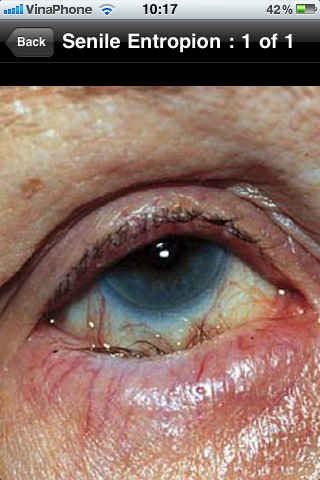 VinaPhone 10:17 42%
Back Senile Entropion : 1 of 1